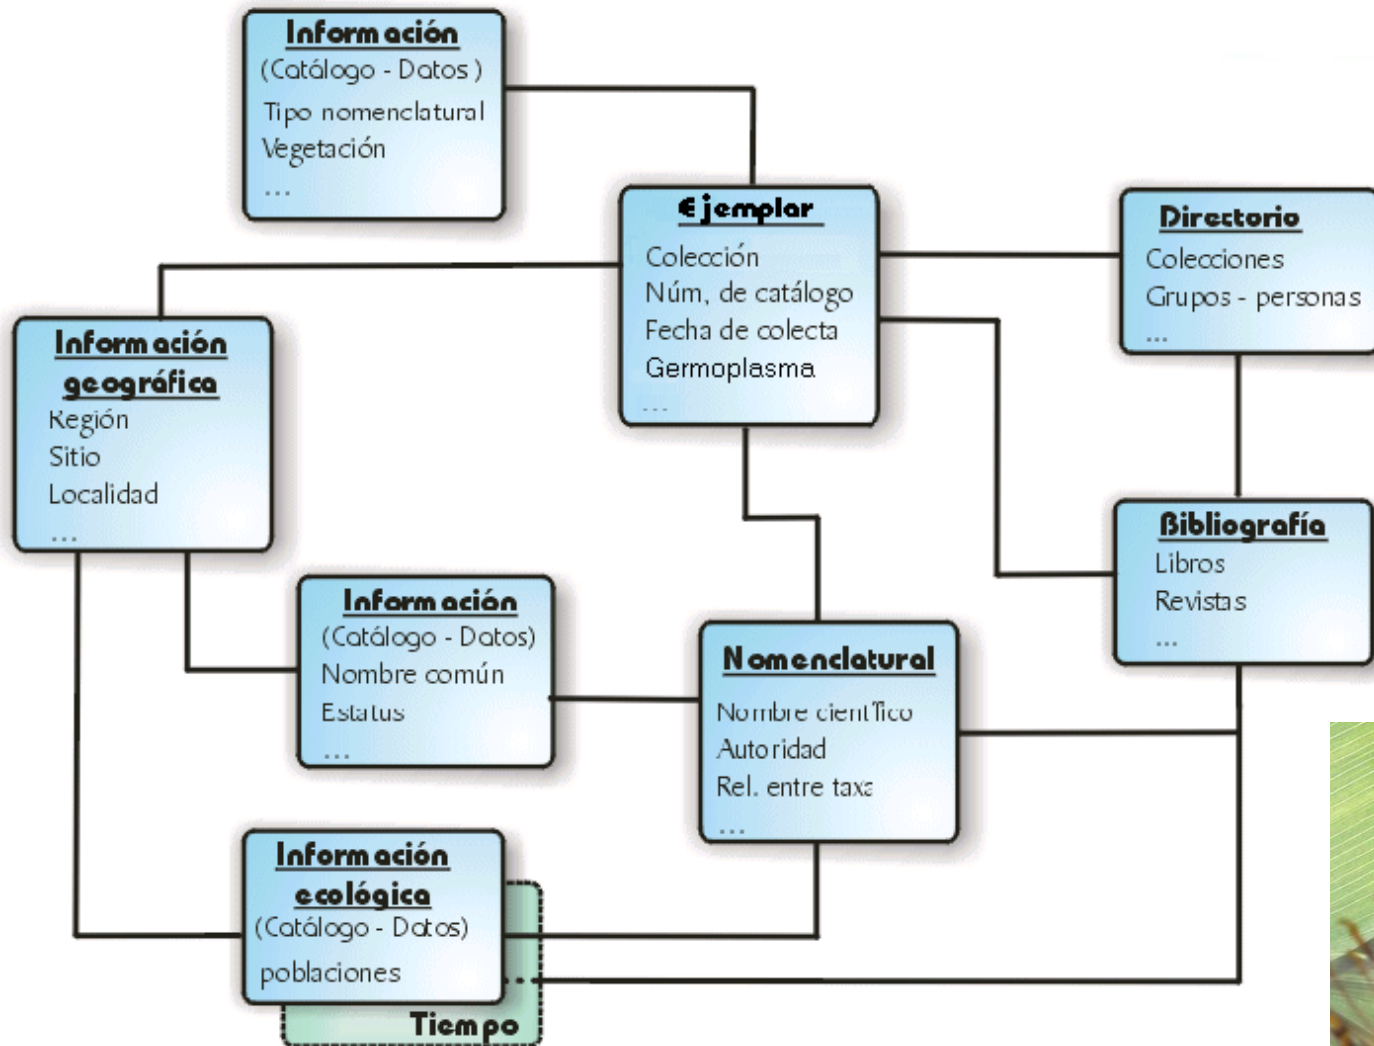 Información
(Catálogo - Datos )
Tipo nomenclatural
Vegetación
...
Ejemplar
Colección
Núm, de catálogo
Fecha de colecta
Germoplasma
...
Directorio
Colecciones
Grupos - personas
...
Información
geográfica
Región
Sitio
Localidad
...
Bibliografía
Libros
Revistas
...
Información
(Catálogo - Datos)
Nombre común
Estatus
...
Nomenclatural
Nombre científico
Autoridad
Rel. entre taxa
...
Información
ecológica
(Catálogo - Datos)
poblaciones
Tiempo